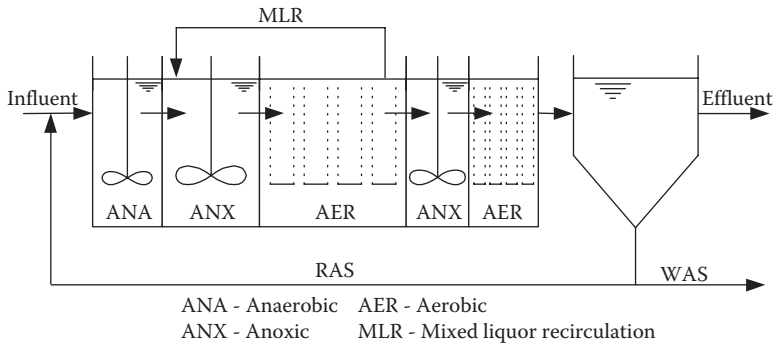 MLR
Influent
Effluent
ANA
ANX
AER
ANX
AER
RAS
WAS
ANA - Anaerobic AER - Aerobic
ANX - Anoxic MLR - Mixed liquor recirculation